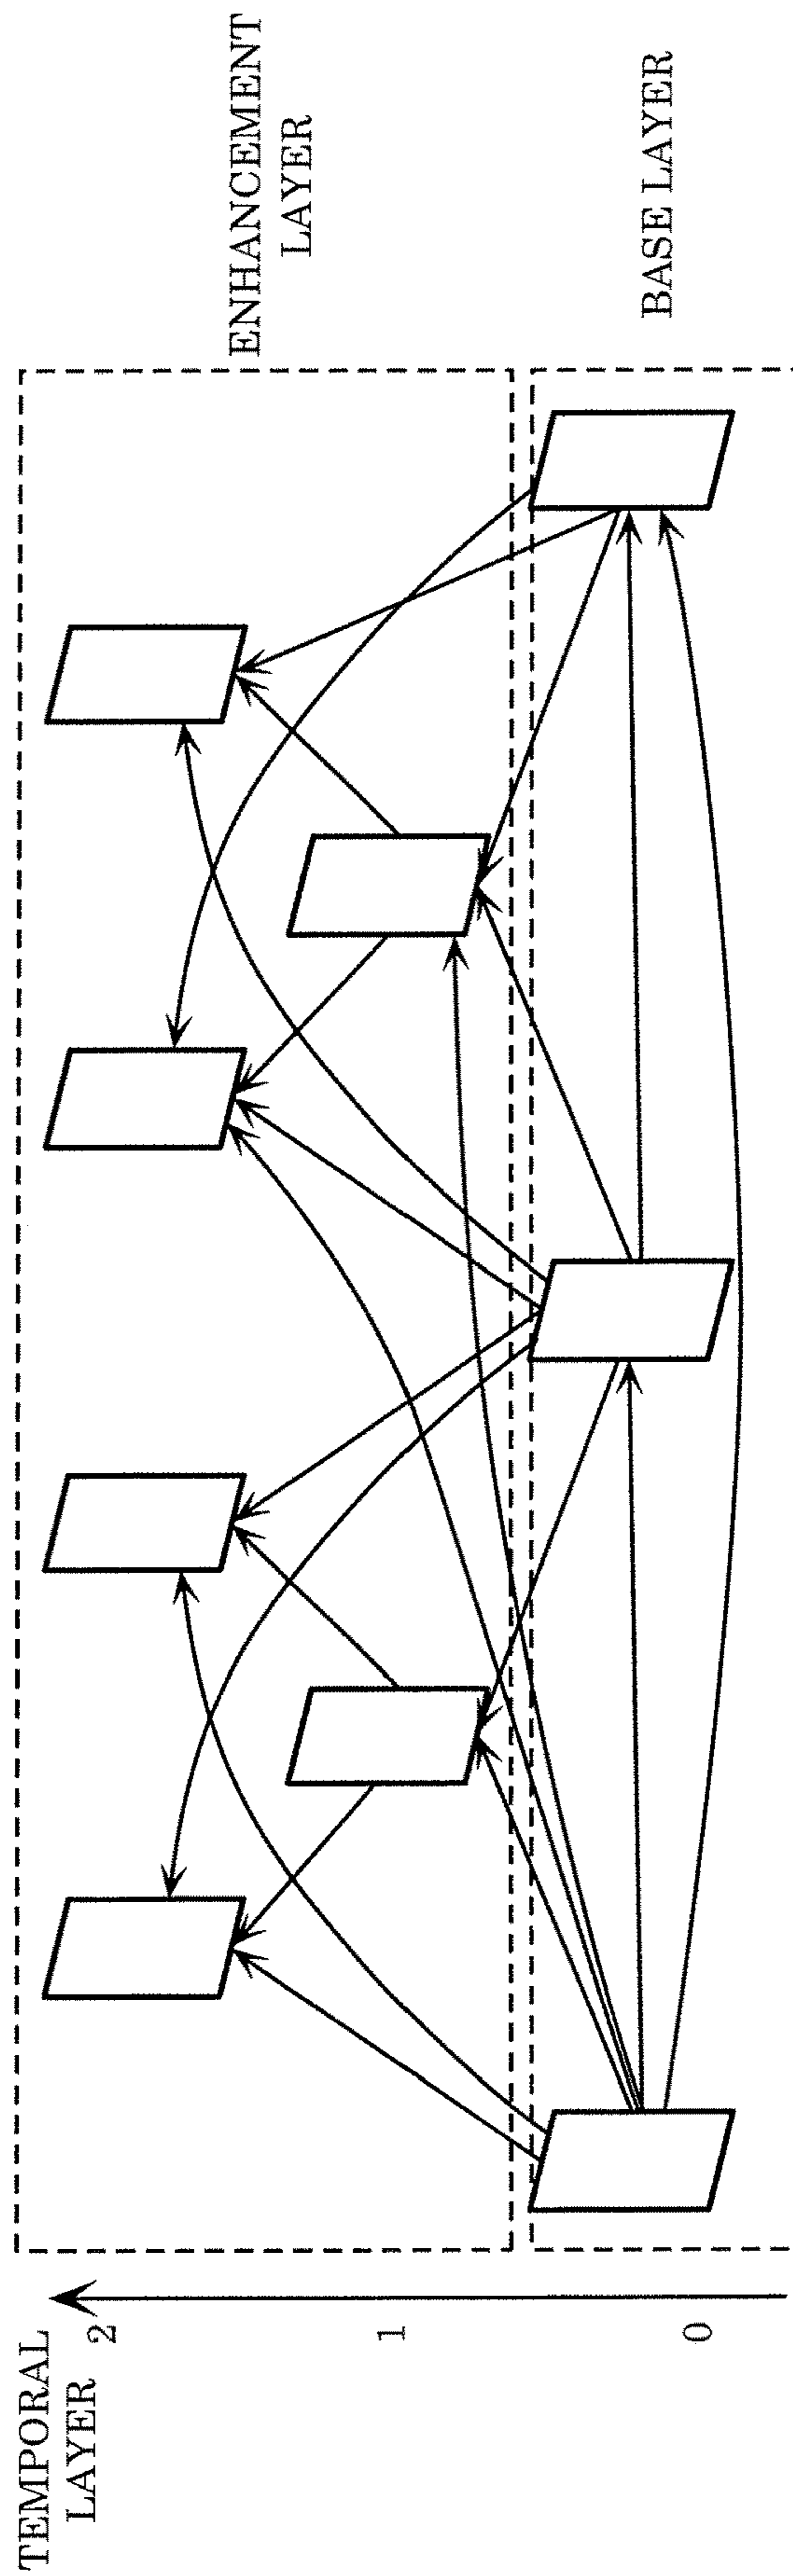 TEMPORAL
LAYER
2
1
0
ENHANCEMENT
LAYER
BASE LAYER